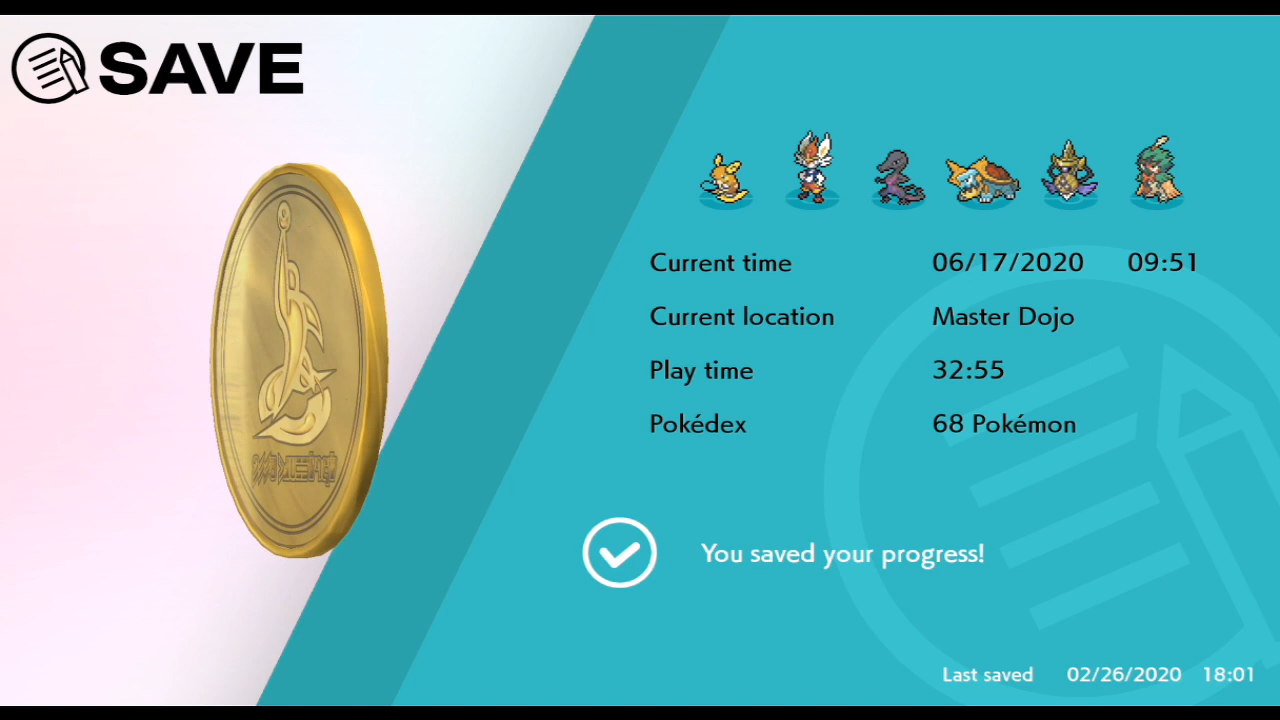 SAVE
Current time 06/17/2020 09:51
Current location Master Dojo
Play time 32:55
Pokédex 68 Pokémon
You saved your progress!
Last saved 02/26/2020 18:01